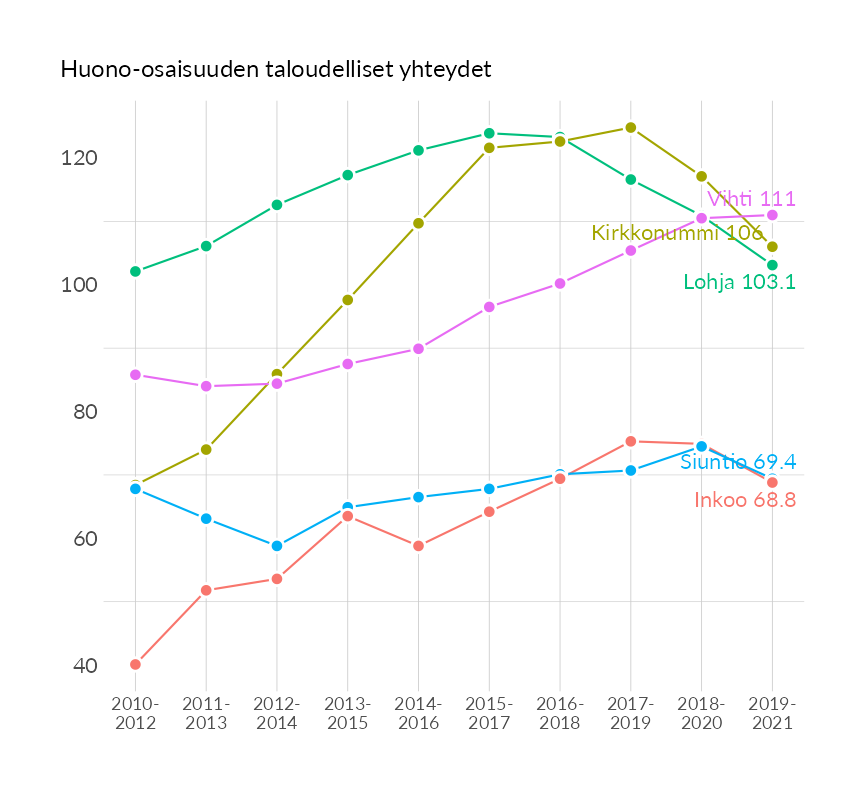 Huono-osaisuuden taloudelliset yhteydet
120
100
80
60
40
Vihti 111
Kirkkonummi 106
Lohja 103.1
Siuntio 69.4
Inkoo 68.8
2010- 2011- 2012- 2013- 2014- 2015- 2016- 2017- 2018- 2019-
2012 2013 2014 2015 2016 2017 2018 2019 2020 2021